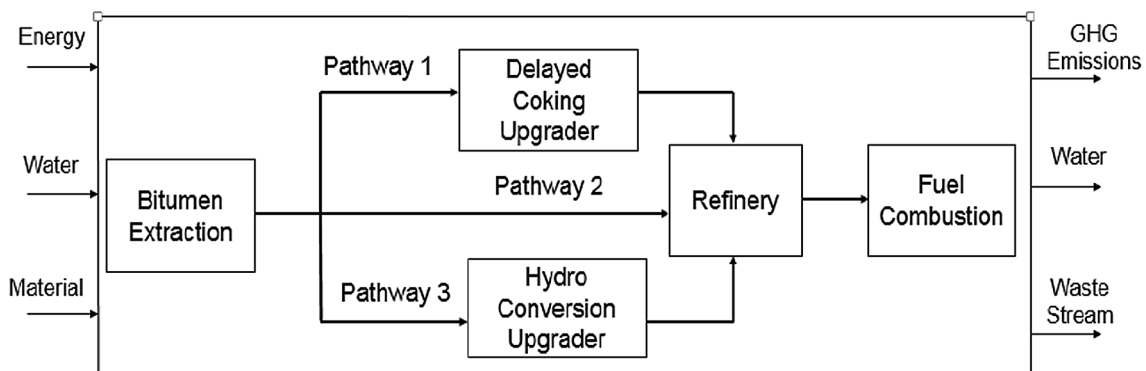 Energy
Water
Material
Bitumen
Extraction
Pathway 1
Delayed
Coking
Upgrader
Pathway 2
Pathway 3
Hydro
Conversion
Upgrader
Refinery
Fuel
Combustion
GHG
Emissions
Water
Waste
Stream